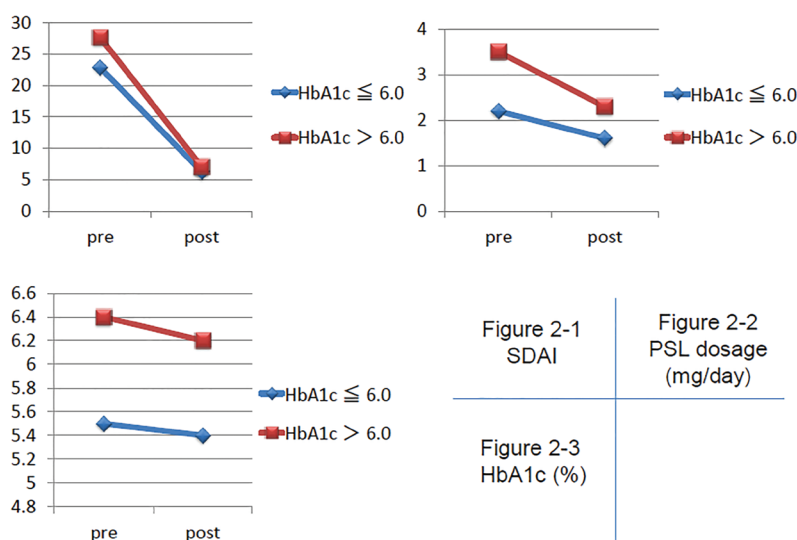 30
25
20
15
10
5
0
pre post
HbA1c ≦ 6.0
HbA1c > 6.0
4
3
2
1
0
pre post
HbA1c ≦ 6.0
HbA1c > 6.0
6.6
6.4
6.2
6
5.8
5.6
5.4
5.2
5
4.8
pre post
HbA1c ≦ 6.0
HbA1c > 6.0
Figure 2-1
SDAI
Figure 2-2
PSL dosage
(mg/day)
Figure 2-3
HbA1c (%)